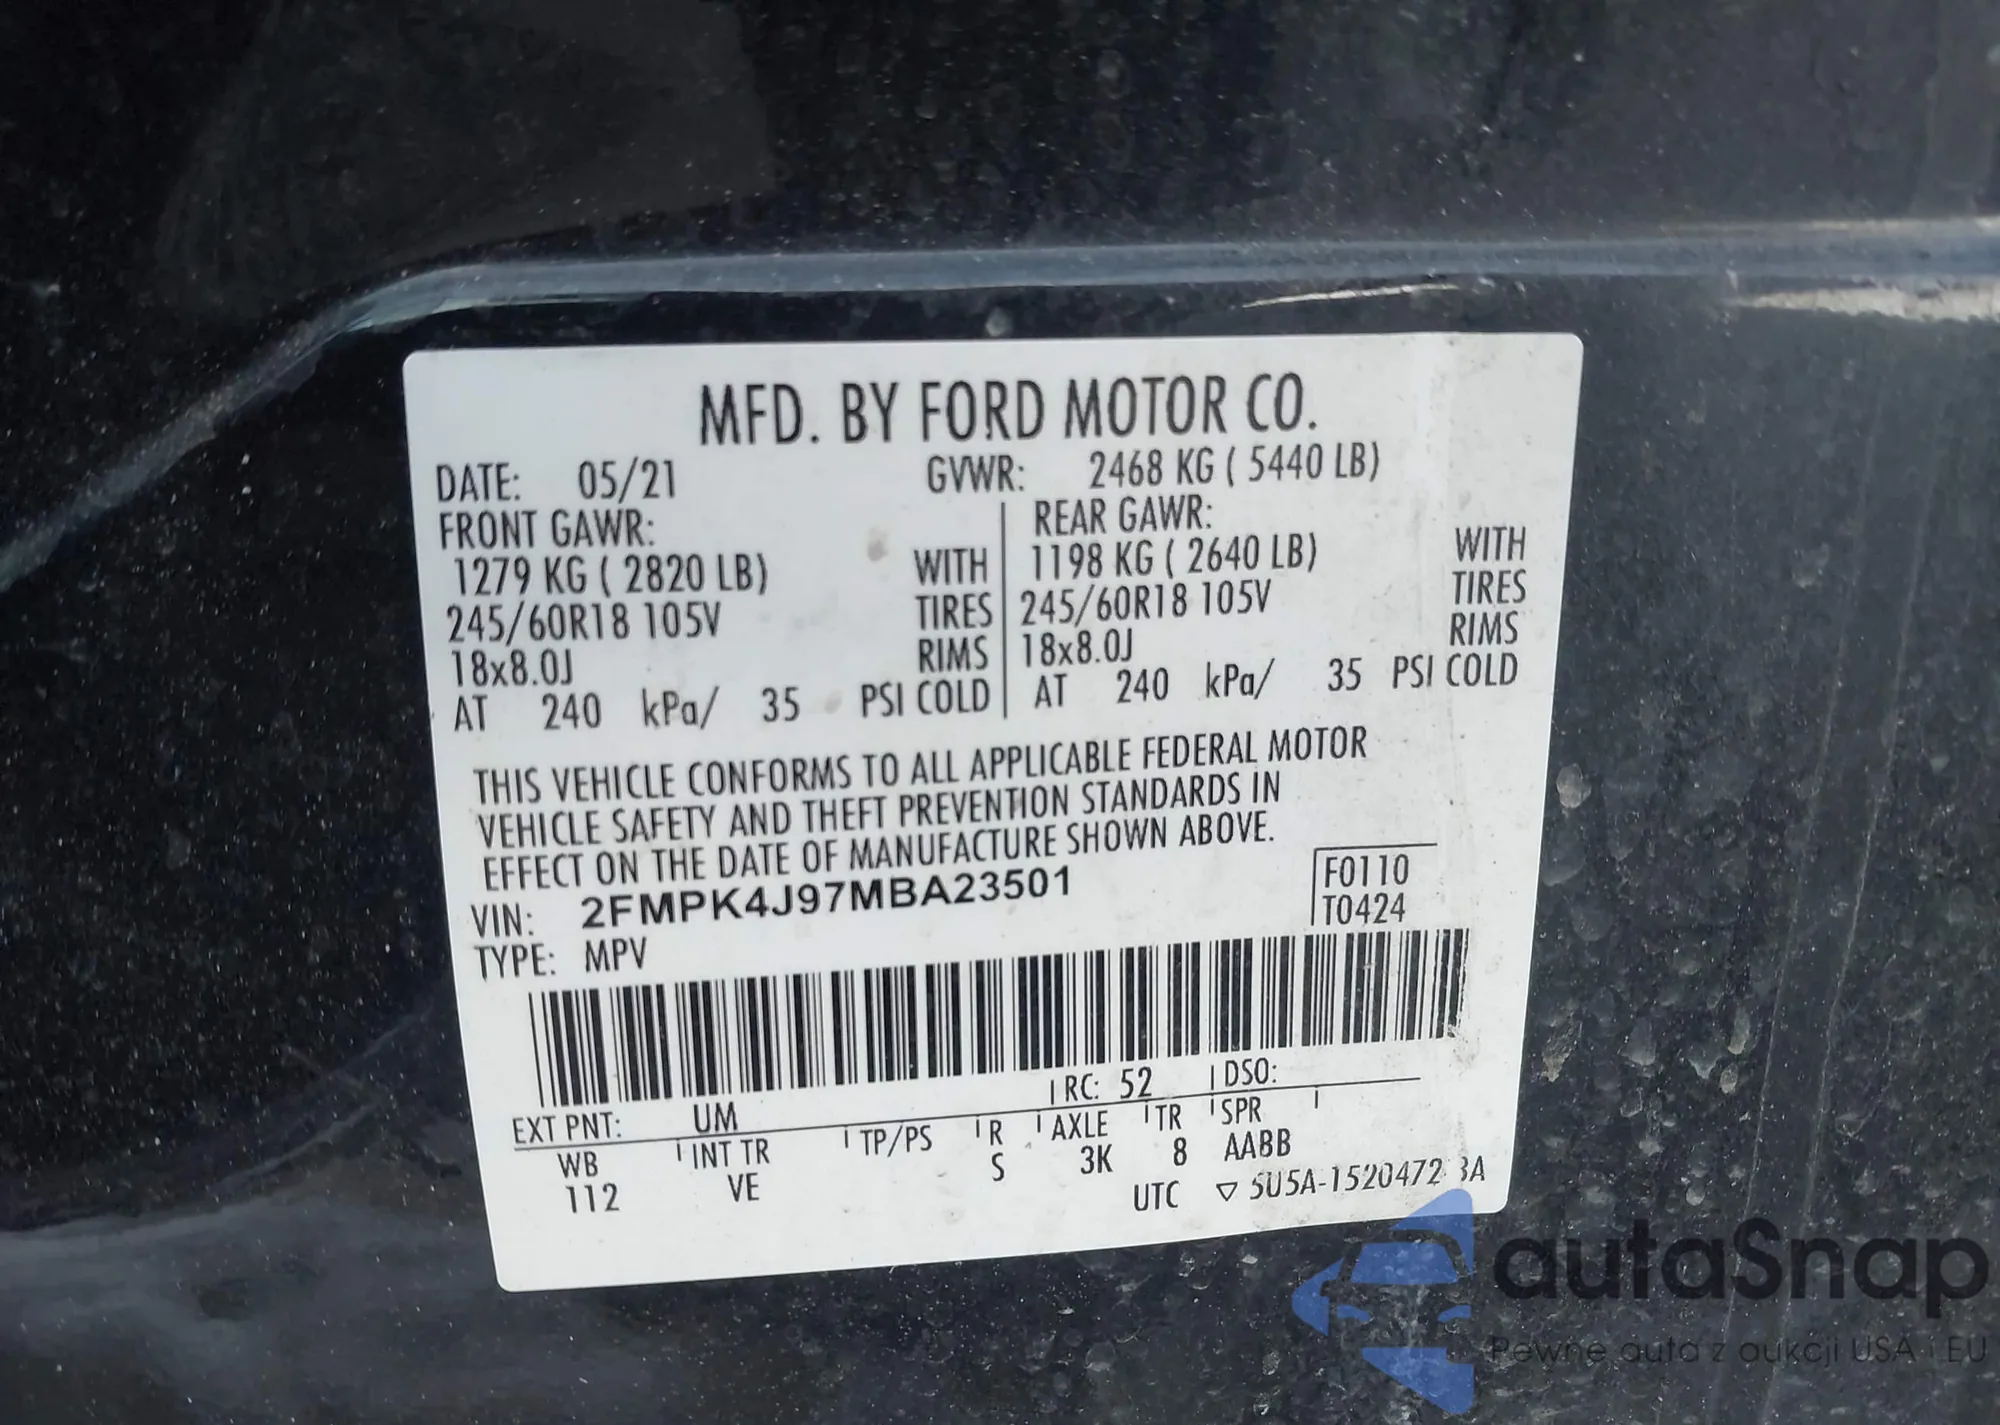 MFD. BY FORD MOTOR CO.
DATE: 05/21 GVWR: 2468 KG ( 5440 LB)
FRONT GAWR: REAR GAWR:
1279 KG ( 2820 LB) WITH 1198 KG ( 2640 LB) WITH
245/60R18 105V TIRES 245/60R18 105V TIRES
18x8.0J RIMS 18x8.0J RIMS
AT 240 kPa/ 35 PSI COLD AT 240 kPa/ 35 PSI COLD
THIS VEHICLE CONFORMS TO ALL APPLICABLE FEDERAL MOTOR
VEHICLE SAFETY AND THEFT PREVENTION STANDARDS IN
EFFECT ON THE DATE OF MANUFACTURE SHOWN ABOVE.
VIN: 2FMPK4J97MBA23501 F0110
TYPE: MPV T0424
EXT PNT: UM RC: 52 DSO:
WB INT TR TP/PS R AXLE TR SPR
112 VE S 3K 8 AABB
UTC
autaSnap
Pewne auta z aukcji USA i EU